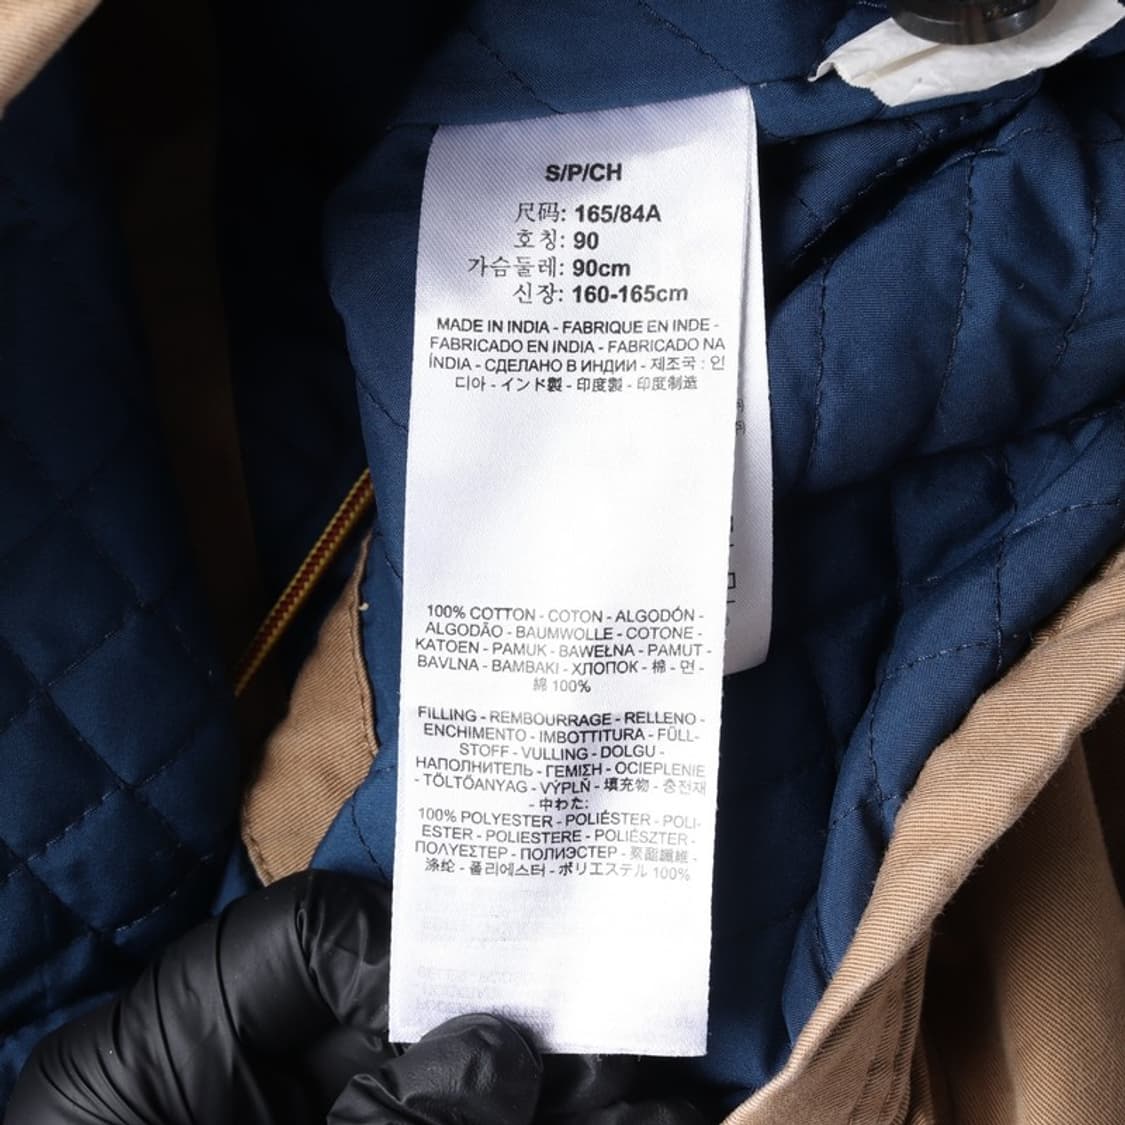 S/P/CH
尺码: 165/84A
호칭: 90
가슴둘레: 90cm
신장: 160-165cm
MADE IN INDIA - FABRIQUE EN INDE -
FABRICADO EN INDIA - FABRICADO NA
ÍNDIA - СДЕЛАНО В ИНДИИ - 제조국 : 인
디아 - インド製 - 印度製 - 印度制造
100% COTTON - COTON - ALGODÓN -
ALGODÃO - BAUMWOLLE - COTONE -
KATOEN - PAMUK - BAWEŁNA - PAMUT -
BAVLNA - BAMBAKI - ХЛОПОК - 棉 - 면 -
綿 100%
FILLING - REMBOURRAGE - RELLENO -
ENCHIMENTO - IMBOTTITURA - FÜLL-
STOFF - VULLING - DOLGU -
НАПОЛНИТЕЛЬ - ΓΕΜΙΣΗ - OCIEPLENIE
- TÖLTŐANYAG - VÝPLŇ - 填充物 - 충전재
- 中わた:
100% POLYESTER - POLIÉSTER - POLI-
ESTER - POLIESTERE - POLIÉSZTER -
ΠΟΛΥΕΣΤΕΡ - ПОЛИЭСТЕР - 聚酯纖維 -
涤纶 - 폴리에스터 - ポリエステル 100%